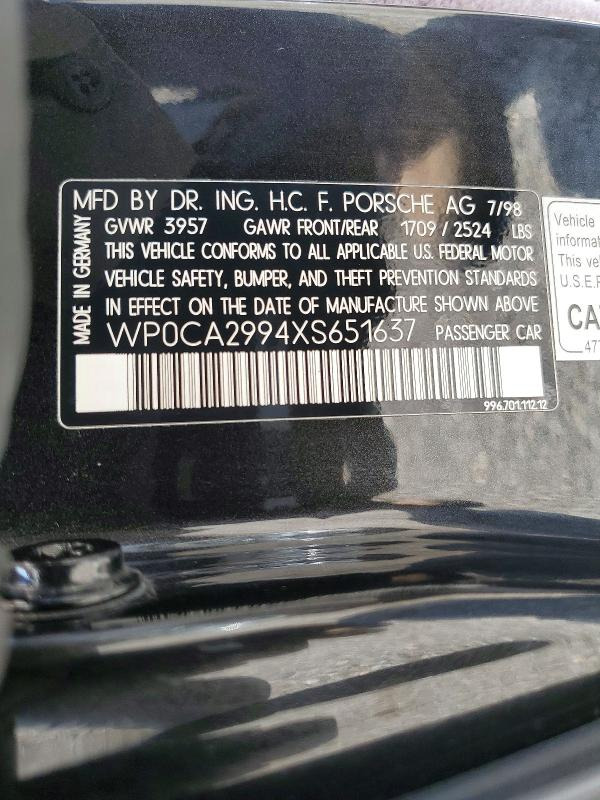 MFD BY DR. ING. H.C. F. PORSCHE AG 7/98
GVWR 3957 GAWR FRONT/REAR 1709 / 2524 LBS
THIS VEHICLE CONFORMS TO ALL APPLICABLE U.S. FEDERAL MOTOR
VEHICLE SAFETY, BUMPER, AND THEFT PREVENTION STANDARDS
IN EFFECT ON THE DATE OF MANUFACTURE SHOWN ABOVE
WP0CA2994XS651637 PASSENGER CAR
996.701.112.12
MADE IN GERMANY
Vehicle
informat
This veh
U.S.E.P
CA